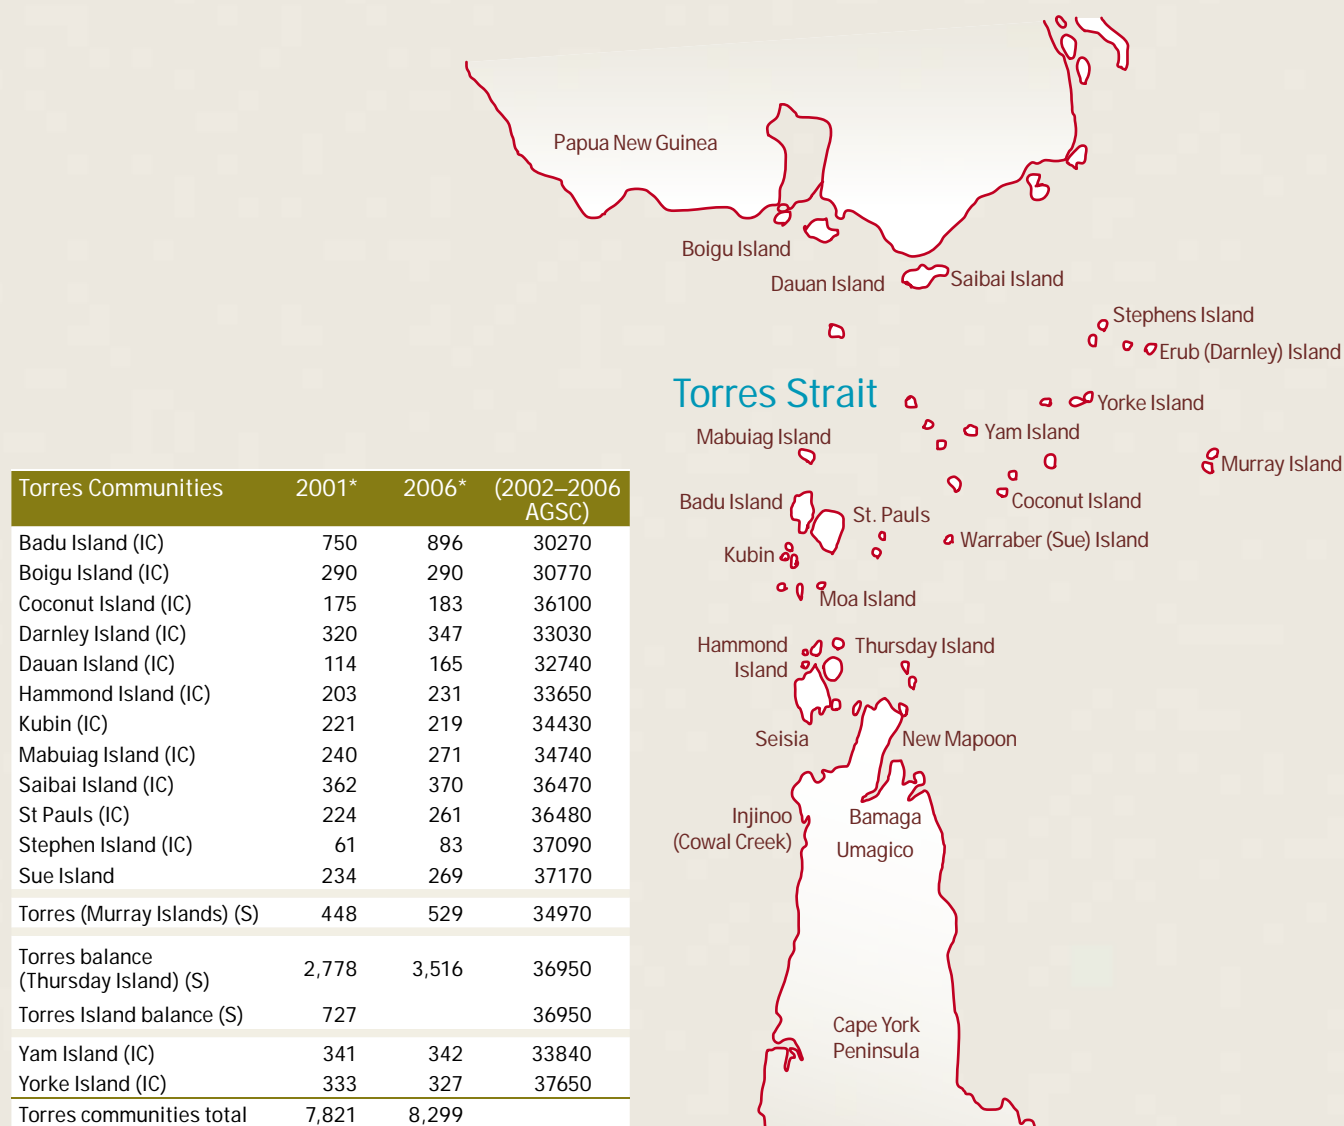 Papua New Guinea
Boigu Island
Dauan Island
Saibai Island
Stephens Island
Erub (Darnley) Island
Torres Strait
Yorke Island
Mabuiag Island
Yam Island
Murray Island
Badu Island
St. Pauls
Coconut Island
Kubin
Warraber (Sue) Island
Moa Island
Hammond
Island
Thursday Island
Seisia
New Mapoon
Injinoo
(Cowal Creek)
Bamaga
Umagico
Cape York
Peninsula
Torres Communities 2001* 2006* (2002–2006
AGSC)
Badu Island (IC) 750 896 30270
Boigu Island (IC) 290 290 30770
Coconut Island (IC) 175 183 36100
Darnley Island (IC) 320 347 33030
Dauan Island (IC) 114 165 32740
Hammond Island (IC) 203 231 33650
Kubin (IC) 221 219 34430
Mabuiag Island (IC) 240 271 34740
Saibai Island (IC) 362 370 36470
St Pauls (IC) 224 261 36480
Stephen Island (IC) 61 83 37090
Sue Island 234 269 37170
Torres (Murray Islands) (S) 448 529 34970
Torres balance
(Thursday Island) (S) 2,778 3,516 36950
Torres Island balance (S) 727 36950
Yam Island (IC) 341 342 33840
Yorke Island (IC) 333 327 37650
Torres communities total 7,821 8,299